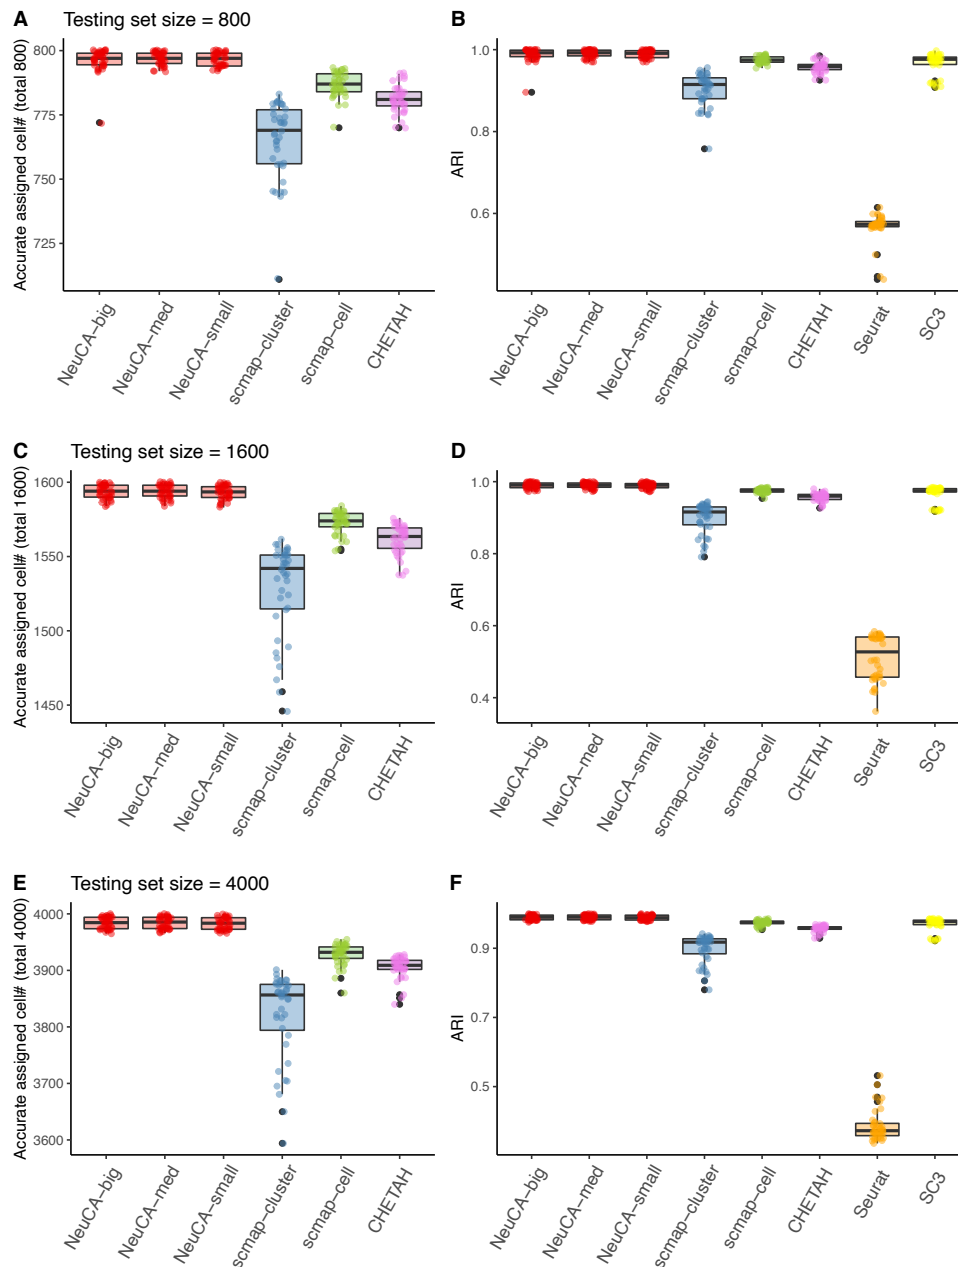 A Testing set size = 800
Accurate assigned cell# (total 800)
800
775
750
725
NeuCA−big
NeuCA−med
NeuCA−small
scmap−cluster
scmap−cell
CHETAH
B
ARI
1.0
0.8
0.6
NeuCA−big
NeuCA−med
NeuCA−small
scmap−cluster
scmap−cell
CHETAH
Seurat
SC3
C Testing set size = 1600
Accurate assigned cell# (total 1600)
1600
1550
1500
1450
NeuCA−big
NeuCA−med
NeuCA−small
scmap−cluster
scmap−cell
CHETAH
D
ARI
1.0
0.8
0.6
0.4
NeuCA−big
NeuCA−med
NeuCA−small
scmap−cluster
scmap−cell
CHETAH
Seurat
SC3
E Testing set size = 4000
Accurate assigned cell# (total 4000)
4000
3900
3800
3700
3600
NeuCA−big
NeuCA−med
NeuCA−small
scmap−cluster
scmap−cell
CHETAH
F
ARI
0.9
0.7
0.5
NeuCA−big
NeuCA−med
NeuCA−small
scmap−cluster
scmap−cell
CHETAH
Seurat
SC3